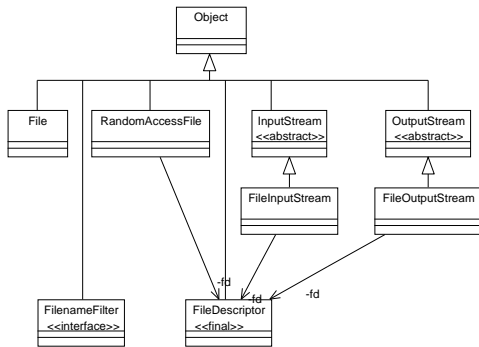 Object
File
RandomAccessFile
InputStream
<<abstract>>
OutputStream
<<abstract>>
FileInputStream
FileOutputStream
-fd
-fd
-fd
FilenameFilter
<<interface>>
FileDescriptor
<<final>>